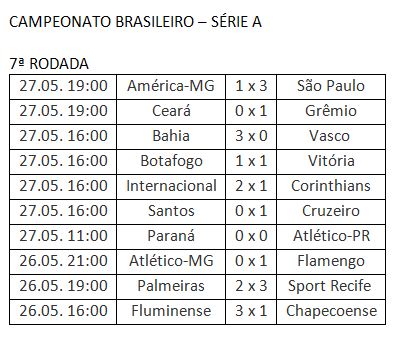 CAMPEONATO BRASILEIRO – SÉRIE A
7ª RODADA
27.05. 19:00 América-MG 1 x 3 São Paulo
27.05. 19:00 Ceará 0 x 1 Grêmio
27.05. 16:00 Bahia 3 x 0 Vasco
27.05. 16:00 Botafogo 1 x 1 Vitória
27.05. 16:00 Internacional 2 x 1 Corinthians
27.05. 16:00 Santos 0 x 1 Cruzeiro
27.05. 11:00 Paraná 0 x 0 Atlético-PR
26.05. 21:00 Atlético-MG 0 x 1 Flamengo
26.05. 19:00 Palmeiras 2 x 3 Sport Recife
26.05. 16:00 Fluminense 3 x 1 Chapecoense